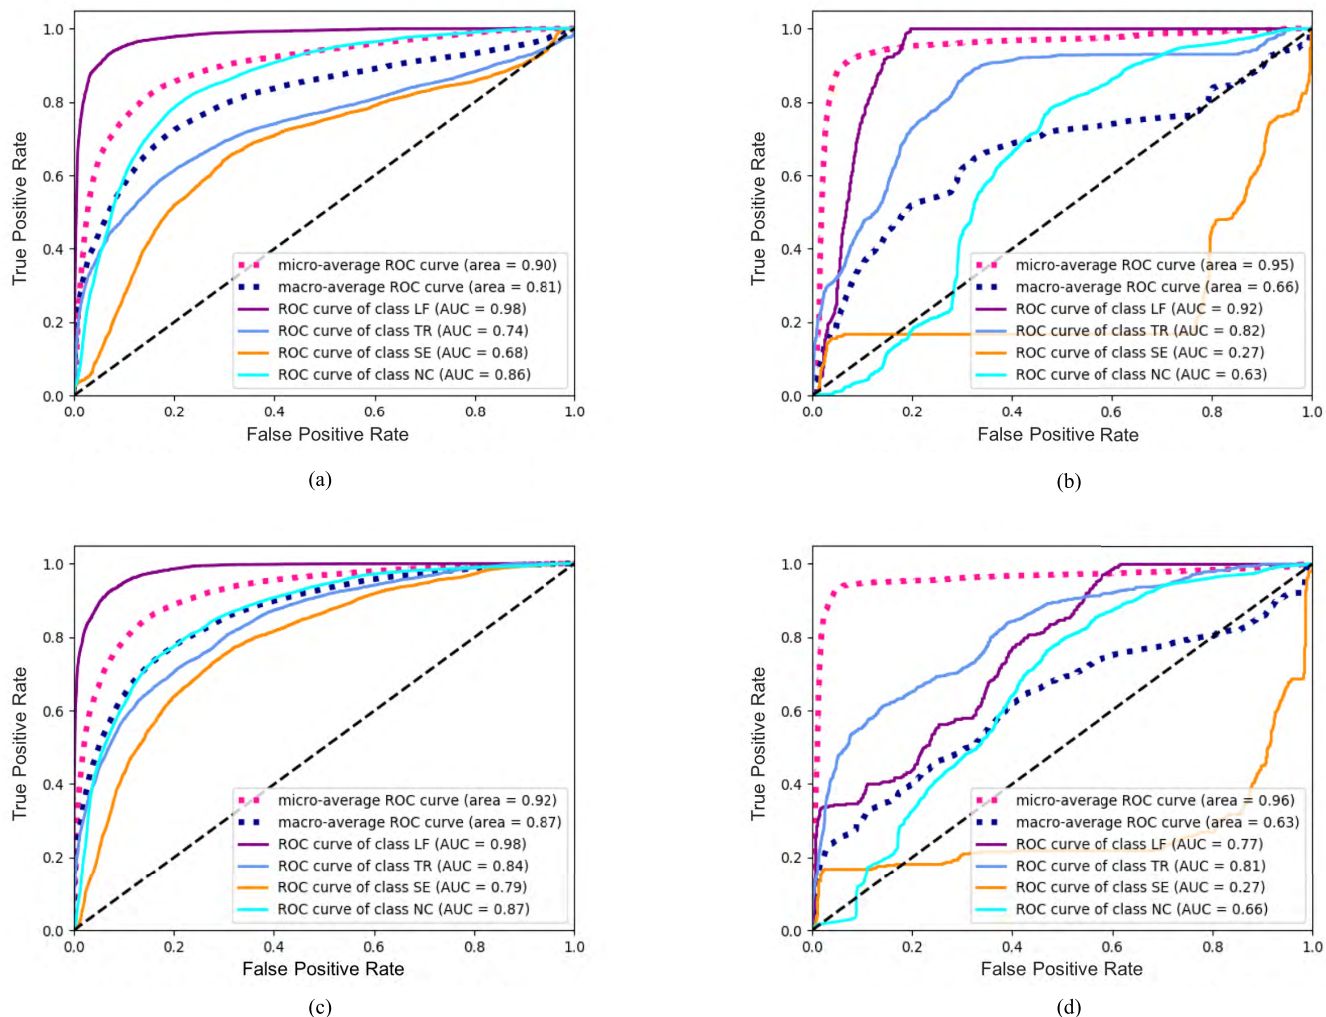 1.0
0.8
0.6
0.4
0.2
0.0
True Positive Rate
micro-average ROC curve (area = 0.90)
macro-average ROC curve (area = 0.81)
ROC curve of class LF (AUC = 0.98)
ROC curve of class TR (AUC = 0.74)
ROC curve of class SE (AUC = 0.68)
ROC curve of class NC (AUC = 0.86)
0.0 0.2 0.4 0.6 0.8 1.0
False Positive Rate
(a)
1.0
0.8
0.6
0.4
0.2
0.0
True Positive Rate
micro-average ROC curve (area = 0.95)
macro-average ROC curve (area = 0.66)
ROC curve of class LF (AUC = 0.92)
ROC curve of class TR (AUC = 0.82)
ROC curve of class SE (AUC = 0.27)
ROC curve of class NC (AUC = 0.63)
0.0 0.2 0.4 0.6 0.8 1.0
False Positive Rate
(b)
1.0
0.8
0.6
0.4
0.2
0.0
True Positive Rate
micro-average ROC curve (area = 0.92)
macro-average ROC curve (area = 0.87)
ROC curve of class LF (AUC = 0.98)
ROC curve of class TR (AUC = 0.84)
ROC curve of class SE (AUC = 0.79)
ROC curve of class NC (AUC = 0.87)
0.0 0.2 0.4 0.6 0.8 1.0
False Positive Rate
(c)
1.0
0.8
0.6
0.4
0.2
0.0
True Positive Rate
micro-average ROC curve (area = 0.96)
macro-average ROC curve (area = 0.63)
ROC curve of class LF (AUC = 0.77)
ROC curve of class TR (AUC = 0.81)
ROC curve of class SE (AUC = 0.27)
ROC curve of class NC (AUC = 0.66)
0.0 0.2 0.4 0.6 0.8 1.0
False Positive Rate
(d)